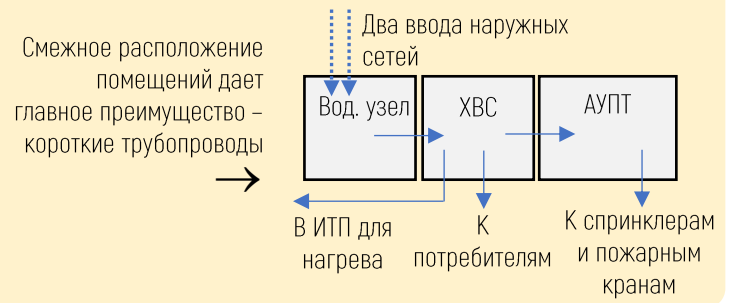 Смежное расположение
помещений дает
главное преимущество –
короткие трубопроводы
Два ввода наружных
сетей
Вод. узел
ХВС
АУПТ
В ИТП для
нагрева
К
потребителям
К спринклерам
и пожарным
кранам